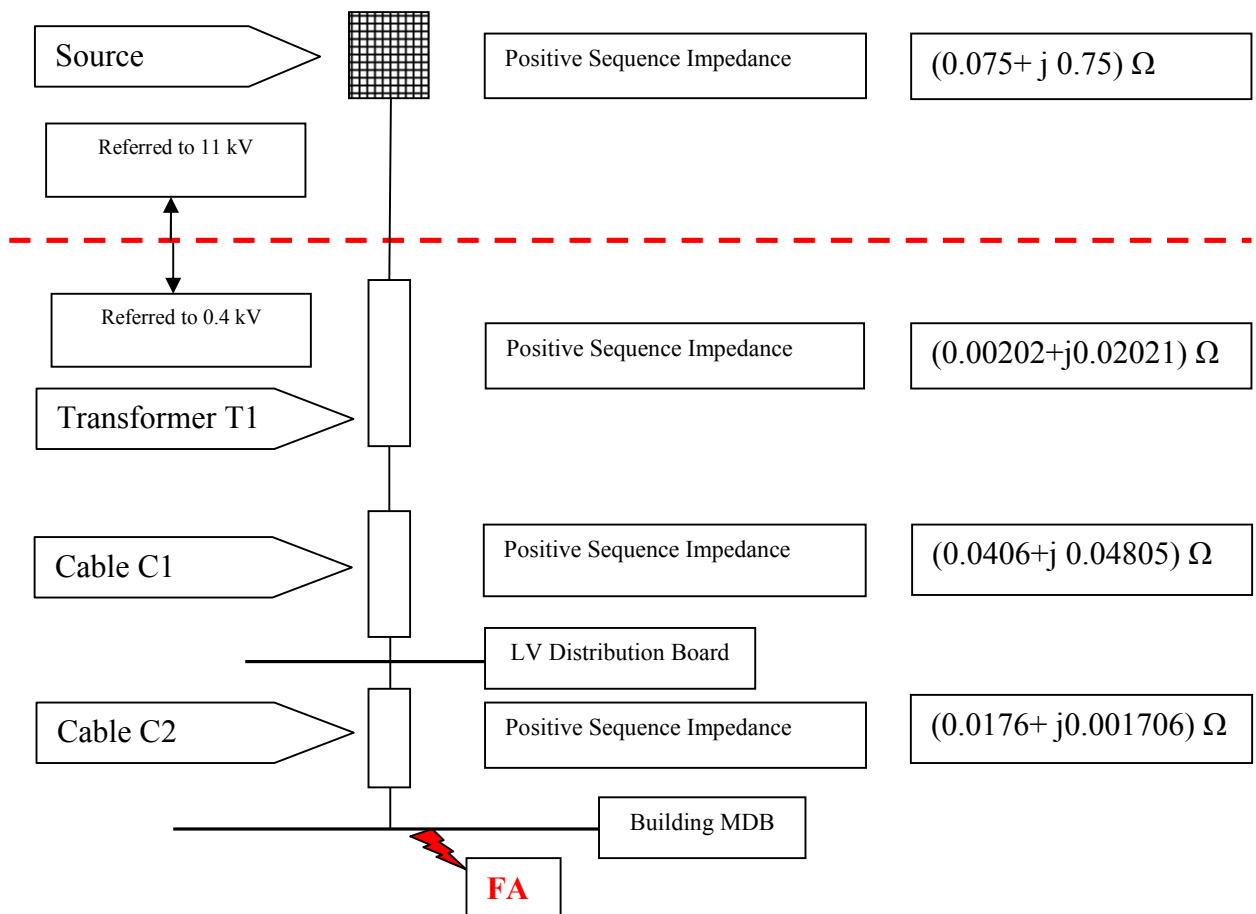 Source
Positive Sequence Impedance
(0.075+ j 0.75) Ω
Referred to 11 kV
Referred to 0.4 kV
Positive Sequence Impedance
(0.00202+j0.02021) Ω
Transformer T1
Cable C1
Positive Sequence Impedance
(0.0406+j 0.04805) Ω
LV Distribution Board
Cable C2
Positive Sequence Impedance
(0.0176+ j0.001706) Ω
Building MDB
FA